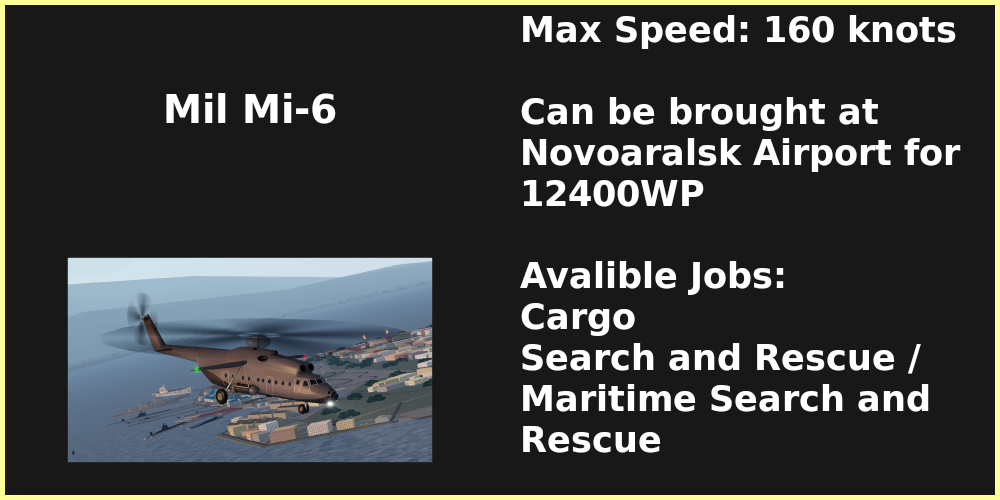 Mil Mi-6
Max Speed: 160 knots
Can be brought at
Novoaralsk Airport for
12400WP
Avalible Jobs:
Cargo
Search and Rescue /
Maritime Search and
Rescue